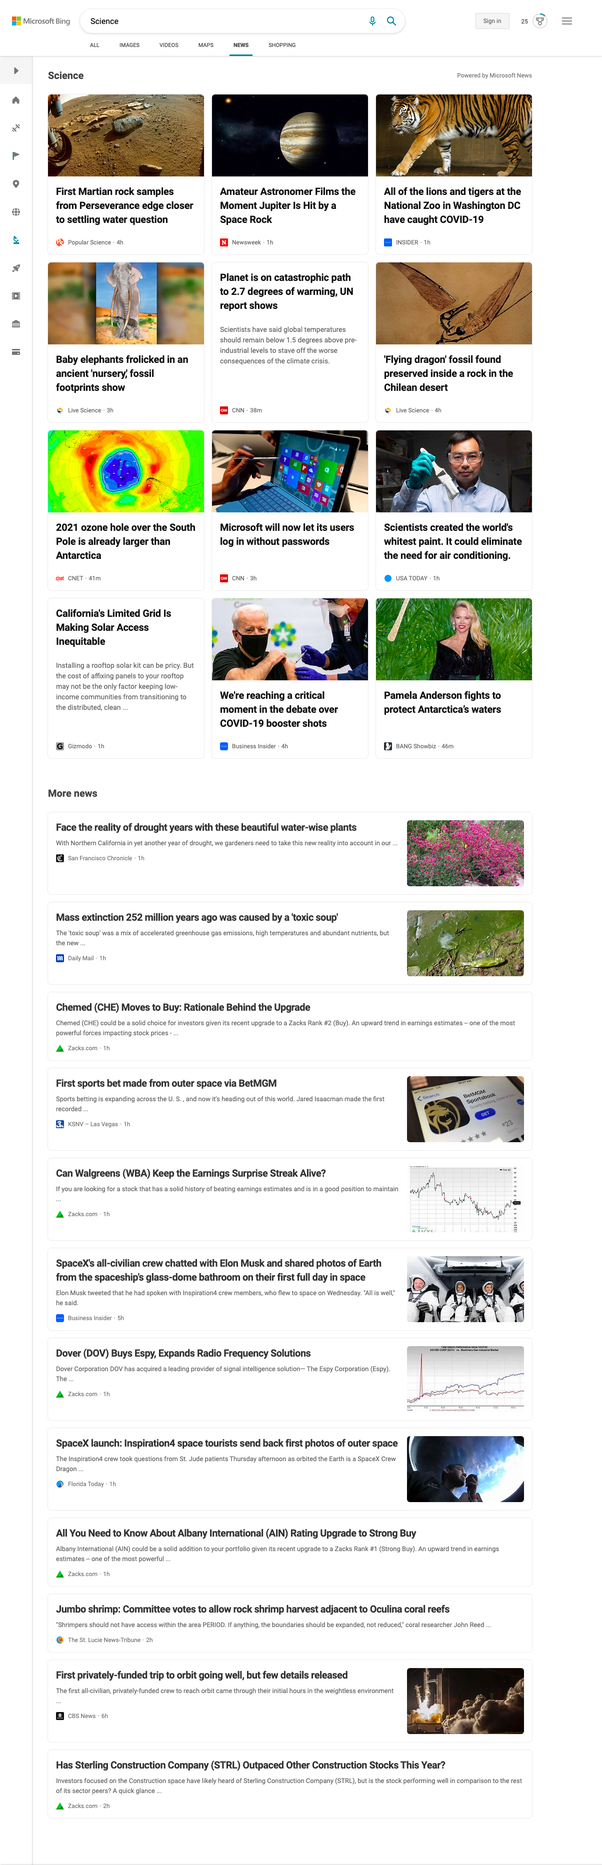 Microsoft Bing
Science
Sign in
25
ALL IMAGES VIDEOS MAPS NEWS SHOPPING
Science
Powered by Microsoft News
First Martian rock samples
from Perseverance edge closer
to settling water question
Popular Science · 4h
Amateur Astronomer Films the
Moment Jupiter Is Hit by a
Space Rock
Newsweek · 1h
All of the lions and tigers at the
National Zoo in Washington DC
have caught COVID-19
INSIDER · 1h
Baby elephants frolicked in an
ancient 'nursery,' fossil
footprints show
Live Science · 3h
Planet is on catastrophic path
to 2.7 degrees of warming, UN
report shows
Scientists have said global temperatures
should remain below 1.5 degrees above pre-
industrial levels to stave off the worse
consequences of the climate crisis.
CNN · 38m
'Flying dragon' fossil found
preserved inside a rock in the
Chilean desert
Live Science · 4h
2021 ozone hole over the South
Pole is already larger than
Antarctica
CNET · 41m
Microsoft will now let its users
log in without passwords
CNN · 3h
Scientists created the world's
whitest paint. It could eliminate
the need for air conditioning.
USA TODAY · 1h
California's Limited Grid Is
Making Solar Access
Inequitable
Installing a rooftop solar kit can be pricy. But
the cost of affixing panels to your rooftop
may not be the only factor keeping low-
income communities from transitioning to
the distributed, clean ...
Gizmodo · 1h
We're reaching a critical
moment in the debate over
COVID-19 booster shots
Business Insider · 4h
Pamela Anderson fights to
protect Antarctica's waters
BANG Showbiz · 46m
More news
Face the reality of drought years with these beautiful water-wise plants
With Northern California in yet another year of drought, we gardeners need to take this new reality into account in our ...
San Francisco Chronicle · 1h
Mass extinction 252 million years ago was caused by a 'toxic soup'
The 'toxic soup' was a mix of accelerated greenhouse gas emissions, high temperatures and abundant nutrients, but
the new ...
Daily Mail · 1h
Chemed (CHE) Moves to Buy: Rationale Behind the Upgrade
Chemed (CHE) could be a solid choice for investors given its recent upgrade to a Zacks Rank #2 (Buy). An upward trend in earnings estimates -- one of the most
powerful forces impacting stock prices - ...
Zacks.com · 1h
First sports bet made from outer space via BetMGM
Sports betting is expanding across the U. S. , and now it's heading out of this world. Jared Isaacman made the first
recorded ...
KSNV – Las Vegas · 1h
BetMGM
Sportsbook
GET
#23
Can Walgreens (WBA) Keep the Earnings Surprise Streak Alive?
If you are looking for a stock that has a solid history of beating earnings estimates and is in a good position to maintain
...
Zacks.com · 1h
SpaceX's all-civilian crew chatted with Elon Musk and shared photos of Earth
from the spaceship's glass-dome bathroom on their first full day in space
Elon Musk tweeted that he had spoken with Inspiration4 crew members, who flew to space on Wednesday. "All is well,"
he said.
Business Insider · 5h
Dover (DOV) Buys Espy, Expands Radio Frequency Solutions
Dover Corporation DOV has acquired a leading provider of signal intelligence solution— The Espy Corporation (Espy).
The ...
Zacks.com · 1h
SpaceX launch: Inspiration4 space tourists send back first photos of outer space
The Inspiration4 crew took questions from St. Jude patients Thursday afternoon as orbited the Earth in a SpaceX Crew
Dragon ...
Florida Today · 1h
All You Need to Know About Albany International (AIN) Rating Upgrade to Strong Buy
Albany International (AIN) could be a solid addition to your portfolio given its recent upgrade to a Zacks Rank #1 (Strong Buy). An upward trend in earnings
estimates -- one of the most powerful ...
Zacks.com · 1h
Jumbo shrimp: Committee votes to allow rock shrimp harvest adjacent to Oculina coral reefs
"Shrimpers should not have access within the area PERIOD. If anything, the boundaries should be expanded, not reduced," coral researcher John Reed ...
The St. Lucie News-Tribune · 2h
First privately-funded trip to orbit going well, but few details released
The first all-civilian, privately-funded crew to reach orbit came through their initial hours in the weightless environment
...
CBS News · 6h
Has Sterling Construction Company (STRL) Outpaced Other Construction Stocks This Year?
Investors focused on the Construction space have likely heard of Sterling Construction Company (STRL), but is the stock performing well in comparison to the rest
of its sector peers? A quick glance ...
Zacks.com · 2h